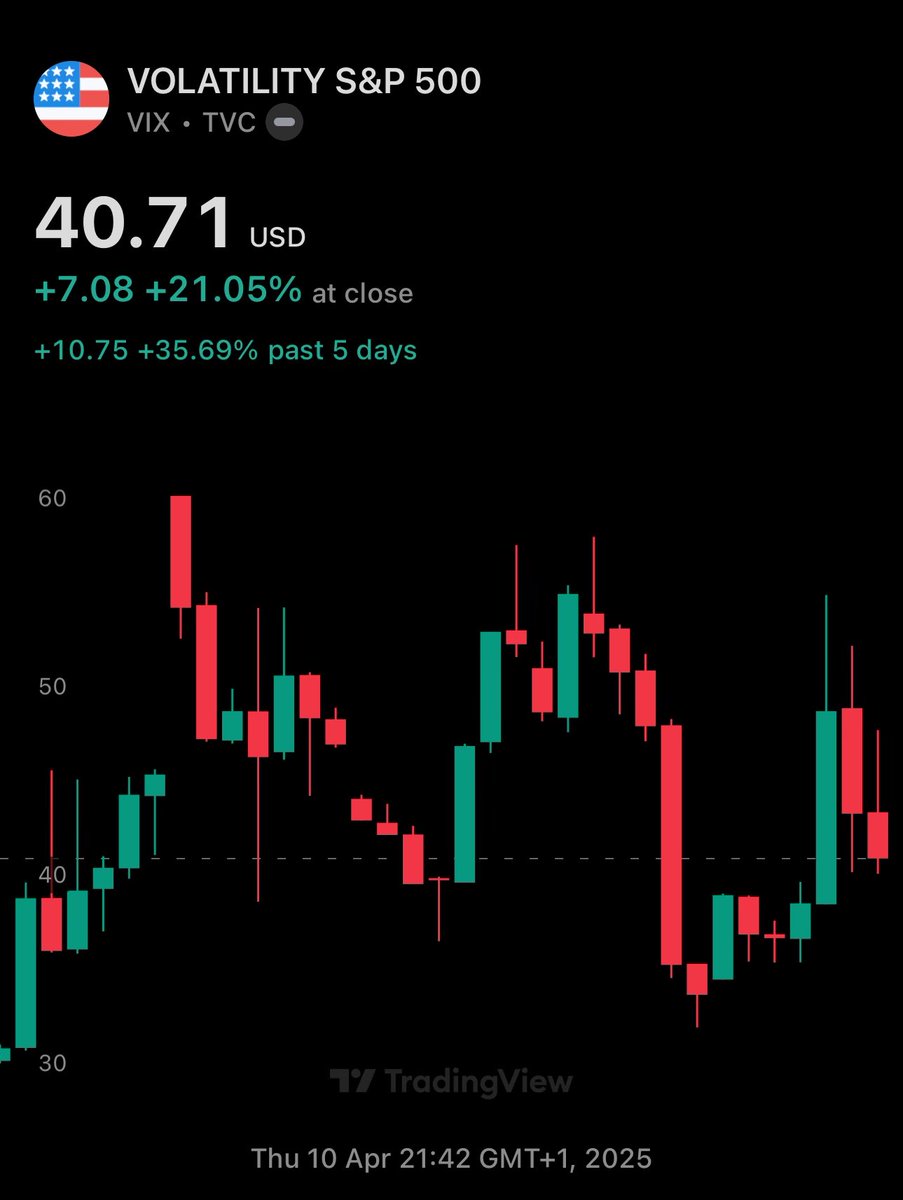 VOLATILITY S&P 500
VIX • TVC
40.71 USD
+7.08 +21.05% at close
+10.75 +35.69% past 5 days
60
50
40
30
TradingView
Thu 10 Apr 21:42 GMT+1, 2025